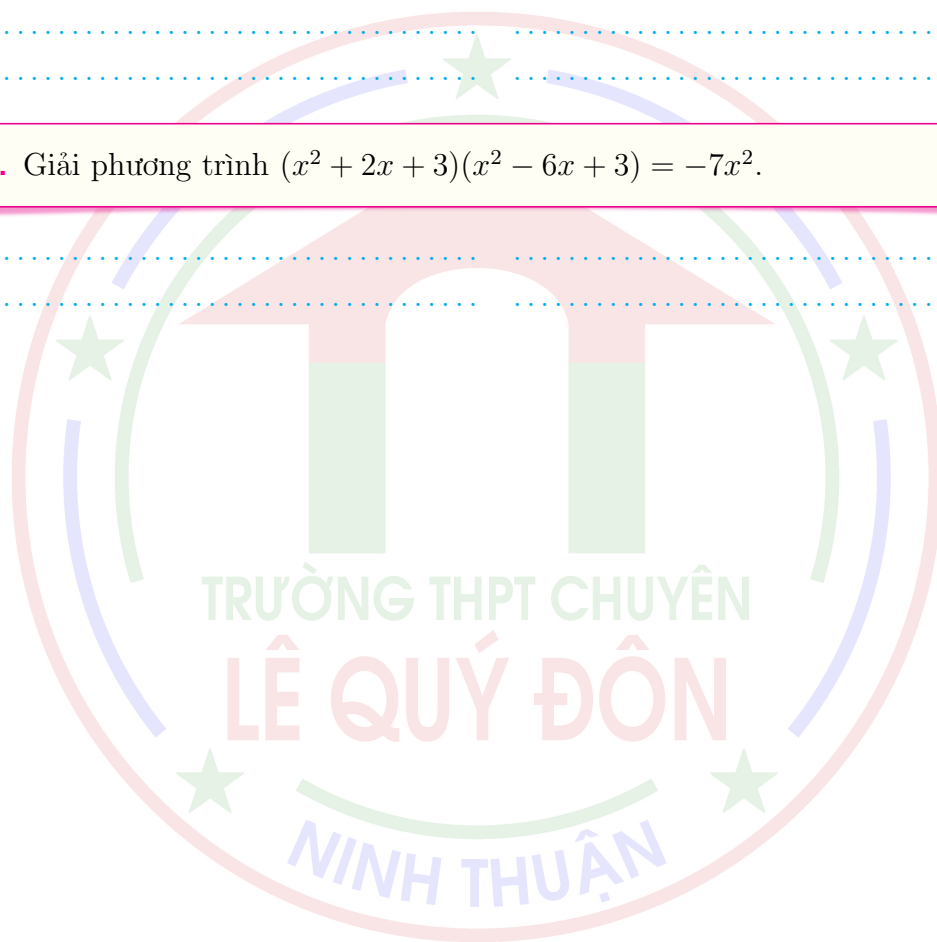 . Giải phương trình (x² + 2x + 3)(x² − 6x + 3) = −7x².
TRƯỜNG THPT CHUYÊN
LÊ QUÝ ĐÔN
NINH THUẬN